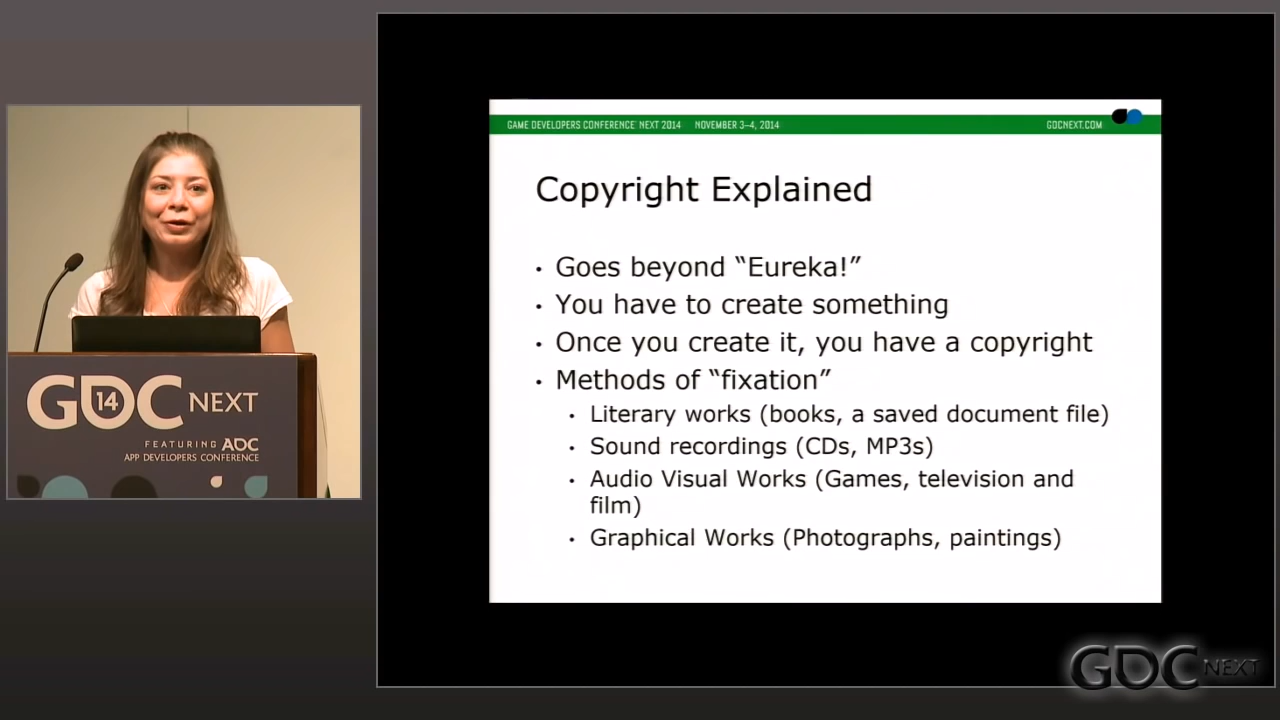 GAME DEVELOPERS CONFERENCE NEXT 2014 NOVEMBER 3–4, 2014 GDCNEXT.COM
Copyright Explained
• Goes beyond “Eureka!”
• You have to create something
• Once you create it, you have a copyright
• Methods of “fixation”
• Literary works (books, a saved document file)
• Sound recordings (CDs, MP3s)
• Audio Visual Works (Games, television and
film)
• Graphical Works (Photographs, paintings)
GDC 14 NEXT
FEATURING ADC
APP DEVELOPERS CONFERENCE
GDC NEXT